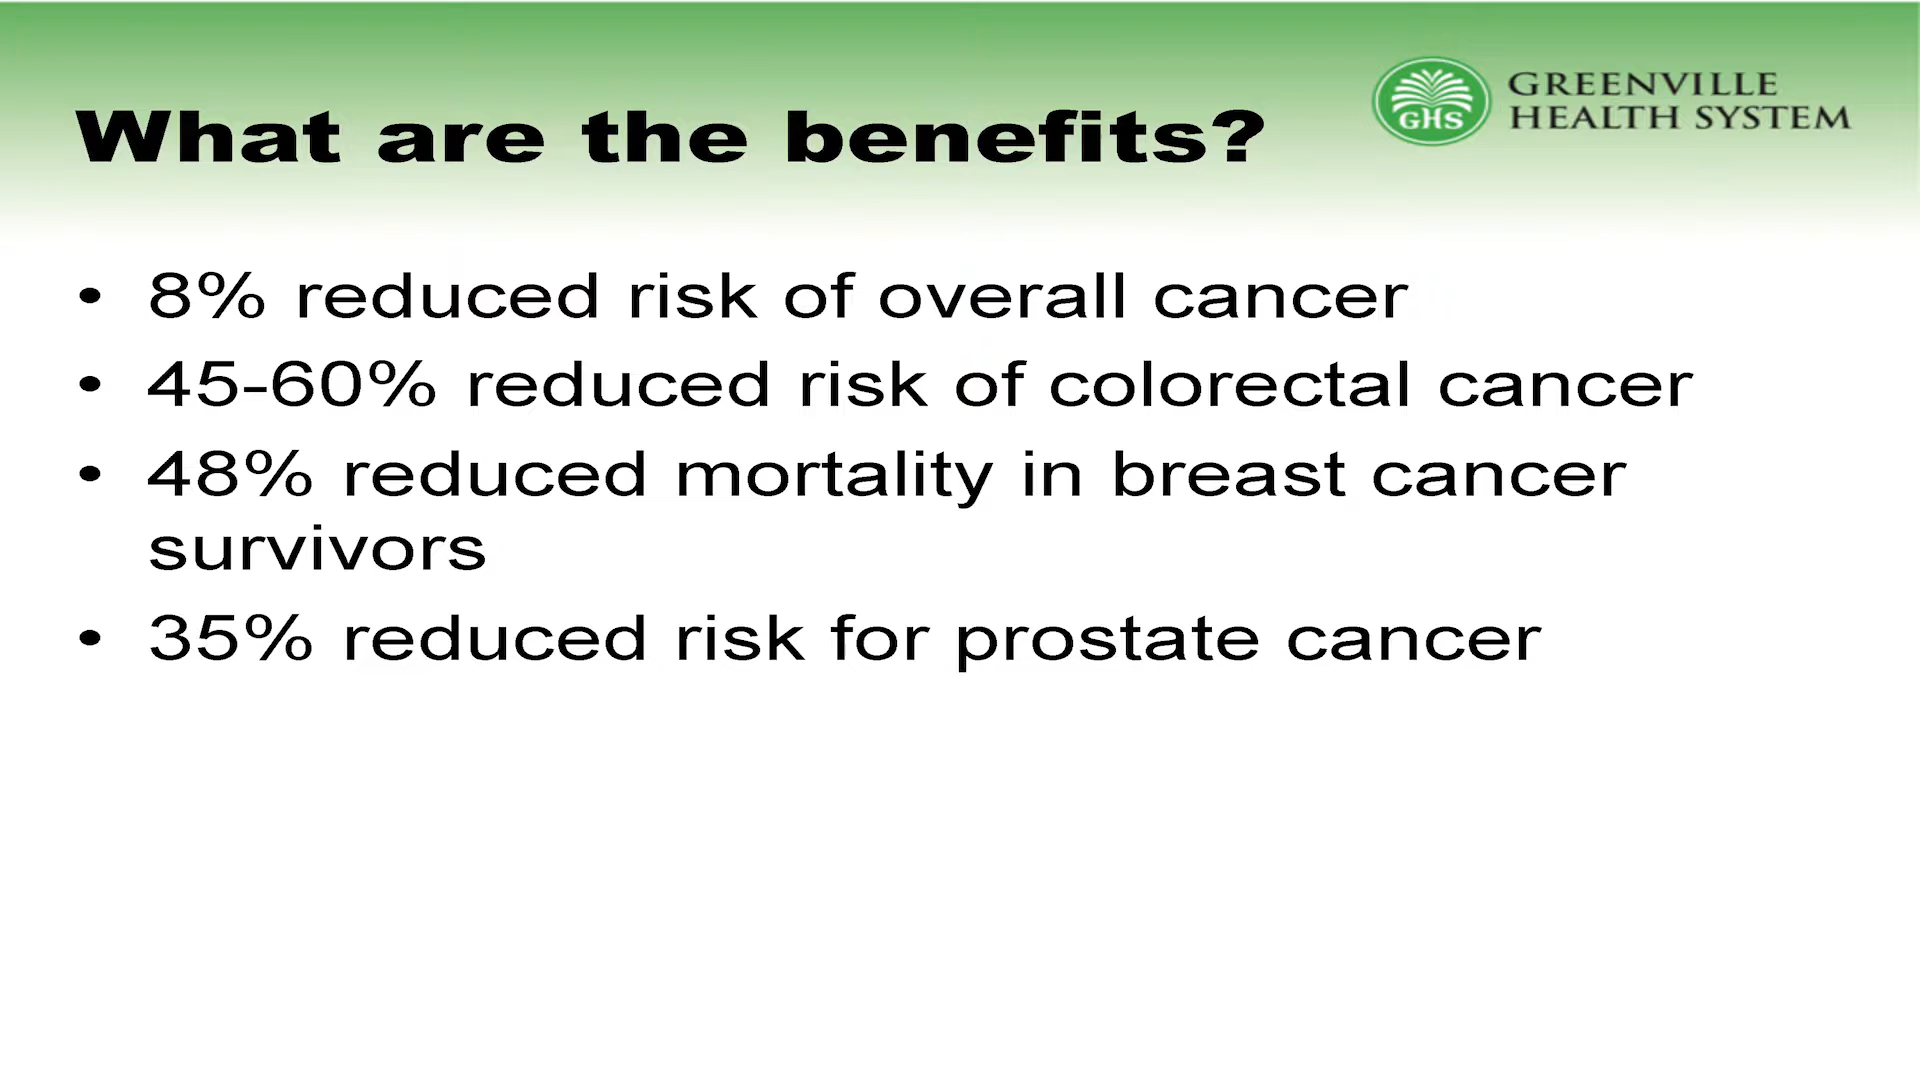 What are the benefits?
GHS
GREENVILLE
HEALTH SYSTEM
• 8% reduced risk of overall cancer
• 45-60% reduced risk of colorectal cancer
• 48% reduced mortality in breast cancer
survivors
• 35% reduced risk for prostate cancer